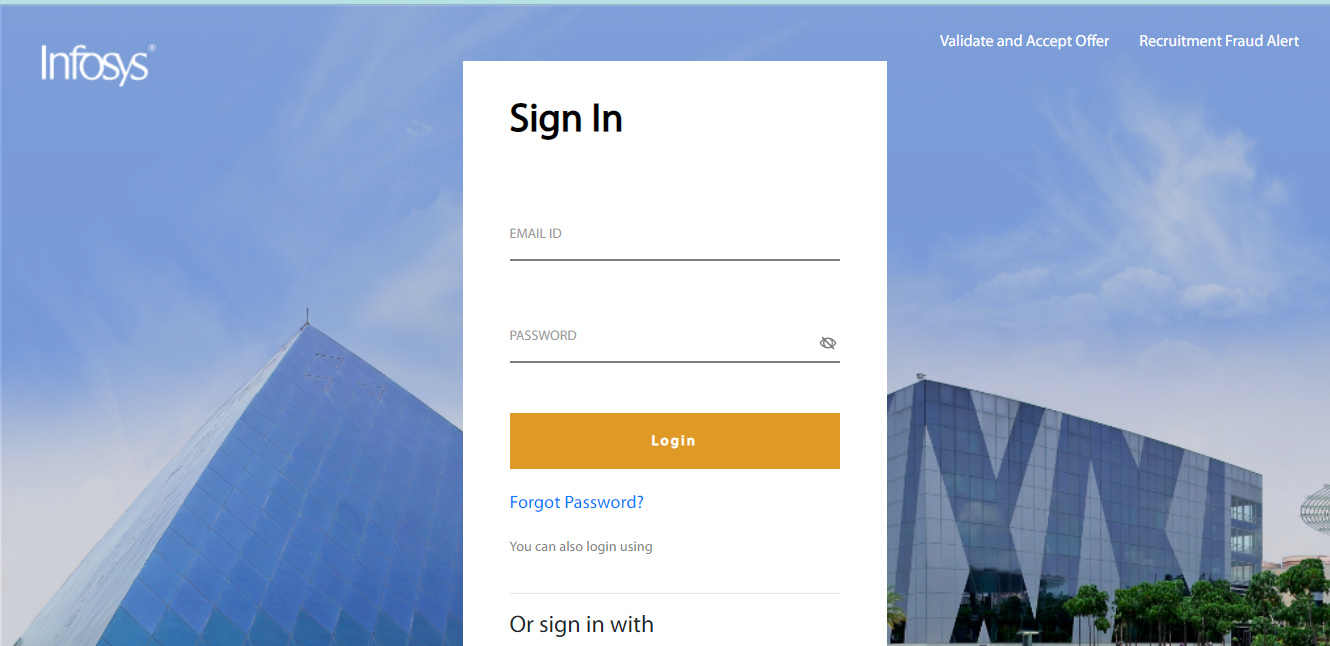 Infosys®
Validate and Accept Offer
Recruitment Fraud Alert
Sign In
EMAIL ID
PASSWORD
Login
Forgot Password?
You can also login using
Or sign in with